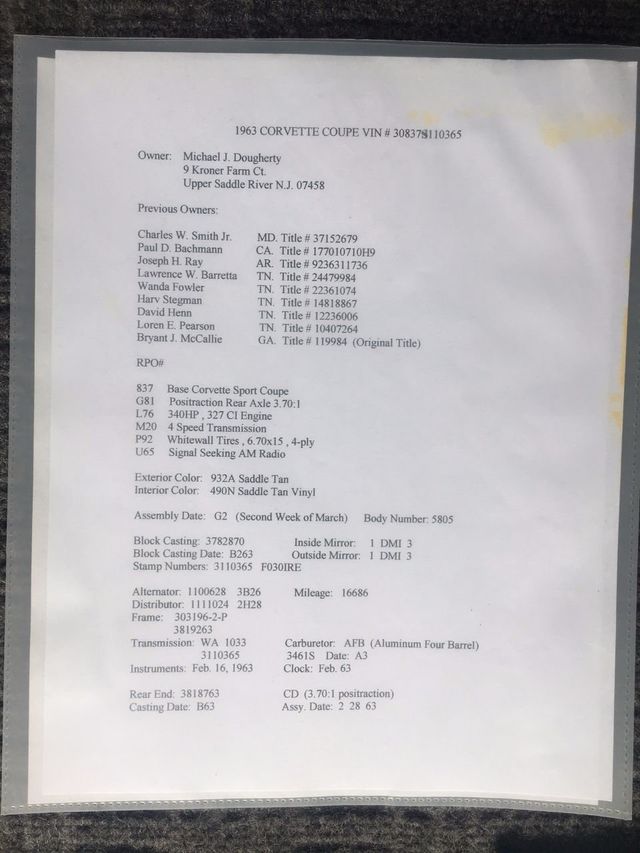 1963 CORVETTE COUPE VIN # 30837S110365
Owner: Michael J. Dougherty
9 Kroner Farm Ct.
Upper Saddle River N.J. 07458
Previous Owners:
Charles W. Smith Jr. MD. Title # 37152679
Paul D. Bachmann CA. Title # 177010710H9
Joseph H. Ray AR. Title # 9236311736
Lawrence W. Barretta TN. Title # 24479984
Wanda Fowler TN. Title # 22361074
Harv Stegman TN. Title # 14818867
David Henn TN. Title # 12236006
Loren E. Pearson TN. Title # 10407264
Bryant J. McCallie GA. Title # 119984 (Original Title)
RPO#
837 Base Corvette Sport Coupe
G81 Positraction Rear Axle 3.70:1
L76 340HP , 327 CI Engine
M20 4 Speed Transmission
P92 Whitewall Tires , 6.70x15 , 4-ply
U65 Signal Seeking AM Radio
Exterior Color: 932A Saddle Tan
Interior Color: 490N Saddle Tan Vinyl
Assembly Date: G2 (Second Week of March) Body Number: 5805
Block Casting: 3782870 Inside Mirror: 1 DMI 3
Block Casting Date: B263 Outside Mirror: 1 DMI 3
Stamp Numbers: 3110365 F030IRE
Alternator: 1100628 3B26 Mileage: 16686
Distributor: 1111024 2H28
Frame: 303196-2-P
3819263
Transmission: WA 1033 Carburetor: AFB (Aluminum Four Barrel)
3110365 3461S Date: A3
Instruments: Feb. 16, 1963 Clock: Feb. 63
Rear End: 3818763 CD (3.70:1 positraction)
Casting Date: B63 Assy. Date: 2 28 63